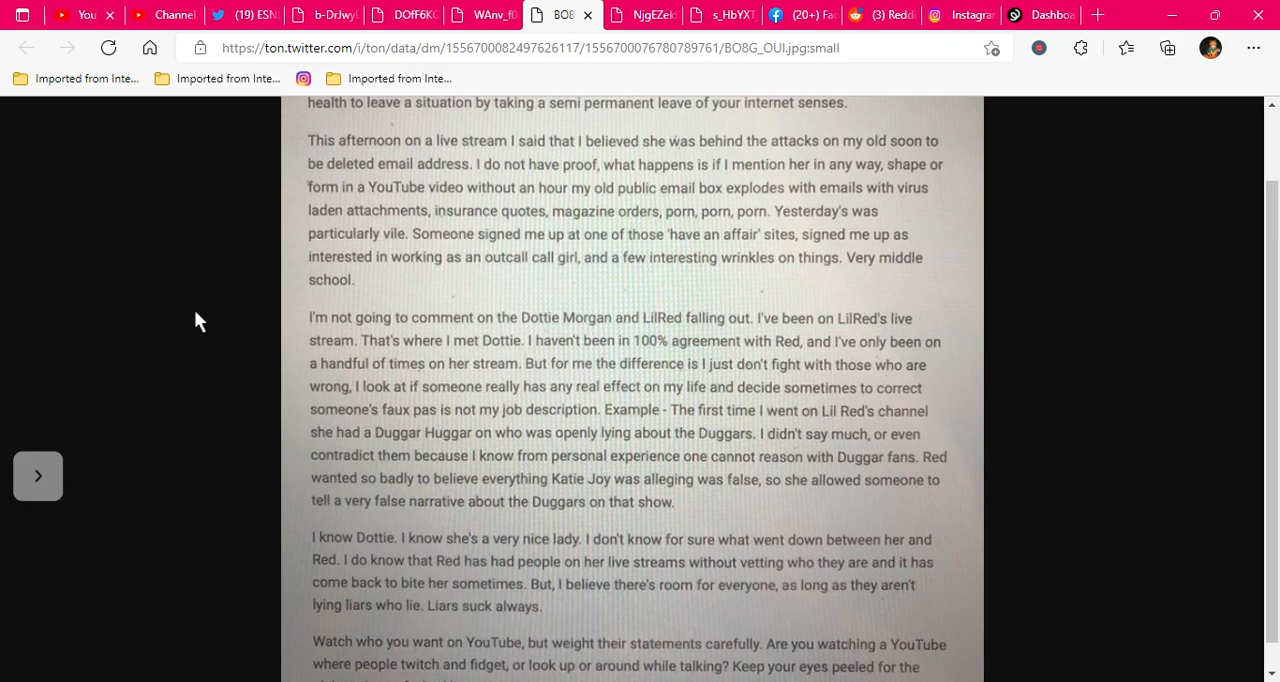 You
Channel
(19) ESN
b-DrJwyl
DOfF6KC
WAnv_f0
BO8
NjgEZek
s_HbYXT
(20+) Fac
(3) Redd
Instagrar
Dashboa
https://ton.twitter.com/i/ton/data/dm/1556700082497626117/1556700076780789761/BO8G_OUI.jpg:small
Imported from Inte...
Imported from Inte...
Imported from Inte...
health to leave a situation by taking a semi permanent leave of your internet senses.
This afternoon on a live stream I said that I believed she was behind the attacks on my old soon to
be deleted email address. I do not have proof, what happens is if I mention her in any way, shape or
form in a YouTube video without an hour my old public email box explodes with emails with virus
laden attachments, insurance quotes, magazine orders, porn, porn, porn. Yesterday's was
particularly vile. Someone signed me up at one of those 'have an affair' sites, signed me up as
interested in working as an outcall call girl, and a few interesting wrinkles on things. Very middle
school.
I'm not going to comment on the Dottie Morgan and LilRed falling out. I've been on LilRed's live
stream. That's where I met Dottie. I haven't been in 100% agreement with Red, and I've only been on
a handful of times on her stream. But for me the difference is I just don't fight with those who are
wrong, I look at if someone really has any real effect on my life and decide sometimes to correct
someone's faux pas is not my job description. Example - The first time I went on Lil Red's channel
she had a Duggar Huggar on who was openly lying about the Duggars. I didn't say much, or even
contradict them because I know from personal experience one cannot reason with Duggar fans. Red
wanted so badly to believe everything Katie Joy was alleging was false, so she allowed someone to
tell a very false narrative about the Duggars on that show.
I know Dottie. I know she's a very nice lady. I don't know for sure what went down between her and
Red. I do know that Red has had people on her live streams without vetting who they are and it has
come back to bite her sometimes. But, I believe there's room for everyone, as long as they aren't
lying liars who lie. Liars suck always.
Watch who you want on YouTube, but weight their statements carefully. Are you watching a YouTube
where people twitch and fidget, or look up or around while talking? Keep your eyes peeled for the